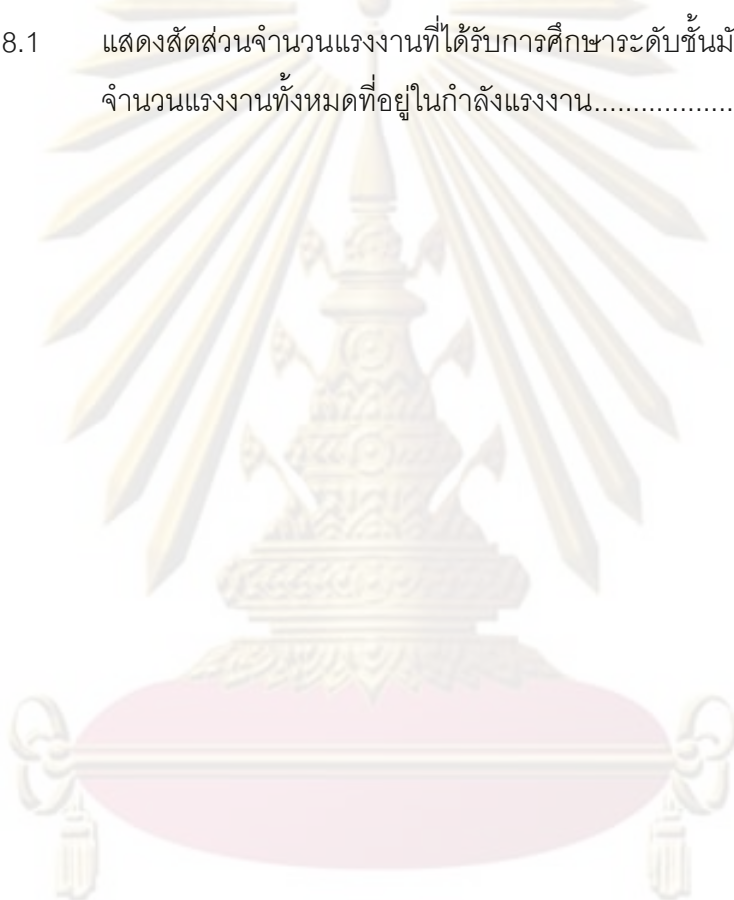 8.1 แสดงสัดส่วนจำนวนแรงงานที่ได้รับการศึกษาระดับชั้นมั
จำนวนแรงงานทั้งหมดที่อยู่ในกำลังแรงงาน..................